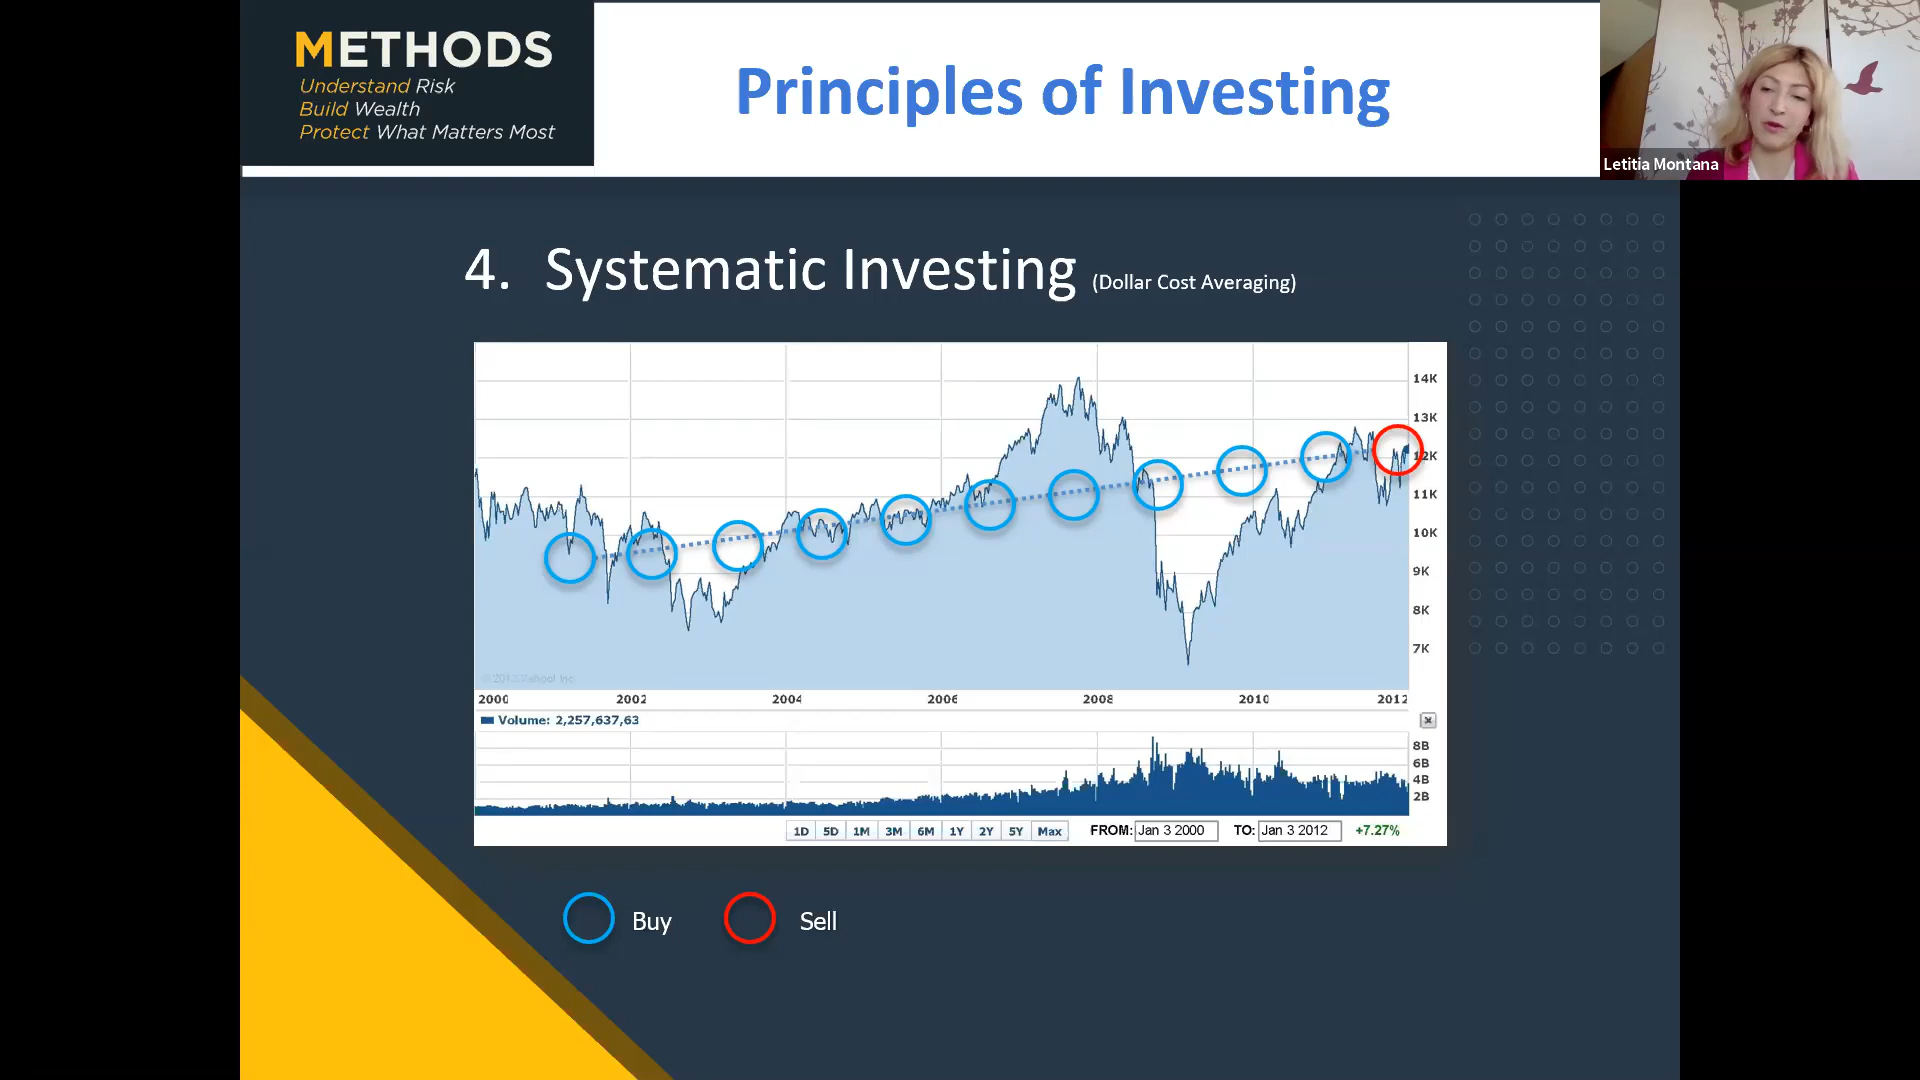 METHODS
Understand Risk
Build Wealth
Protect What Matters Most
Principles of Investing
Letitia Montana
4. Systematic Investing (Dollar Cost Averaging)
14K
13K
12K
11K
10K
9K
8K
7K
2000 2002 2004 2006 2008 2010 2012
Volume: 2,257,637,63
8B
6B
4B
2B
1D 5D 1M 3M 6M 1Y 2Y 5Y Max FROM: Jan 3 2000 TO: Jan 3 2012 +7.27%
Buy Sell